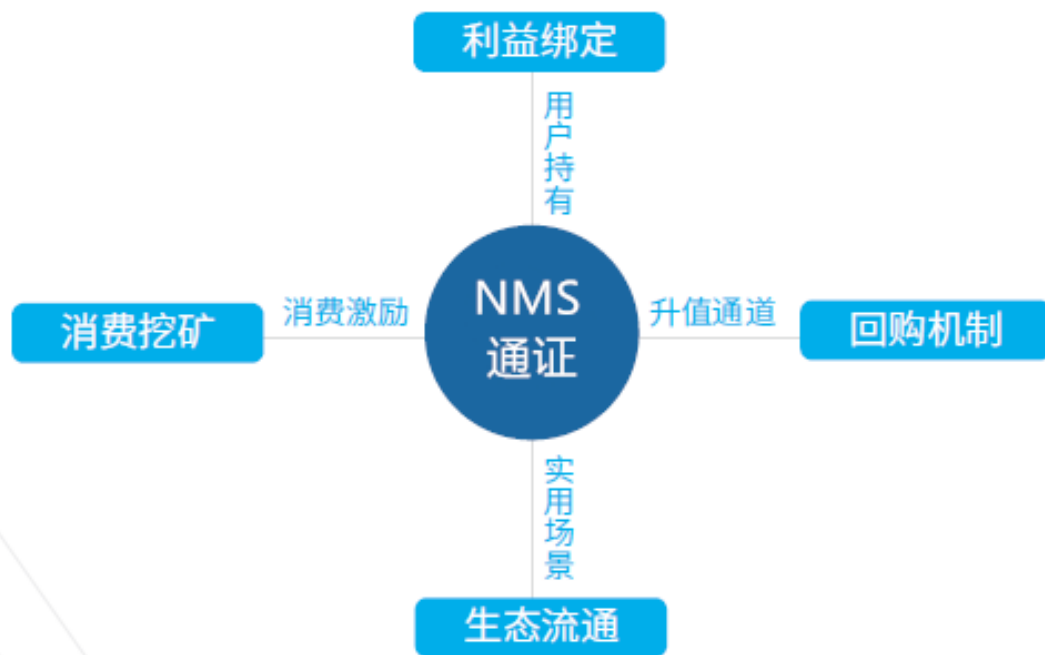 利益绑定
用户持有
消费挖矿
消费激励
NMS
通证
升值通道
回购机制
实用场景
生态流通